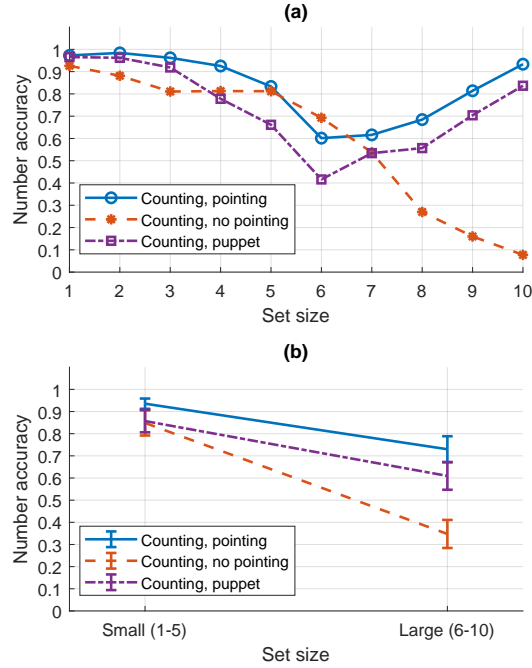 (a)
Number accuracy
1
0.9
0.8
0.7
0.6
0.5
0.4
0.3
0.2
0.1
0
Counting, pointing
Counting, no pointing
Counting, puppet
1 2 3 4 5 6 7 8 9 10
Set size
(b)
Number accuracy
1
0.9
0.8
0.7
0.6
0.5
0.4
0.3
0.2
0.1
0
Counting, pointing
Counting, no pointing
Counting, puppet
Small (1-5) Large (6-10)
Set size